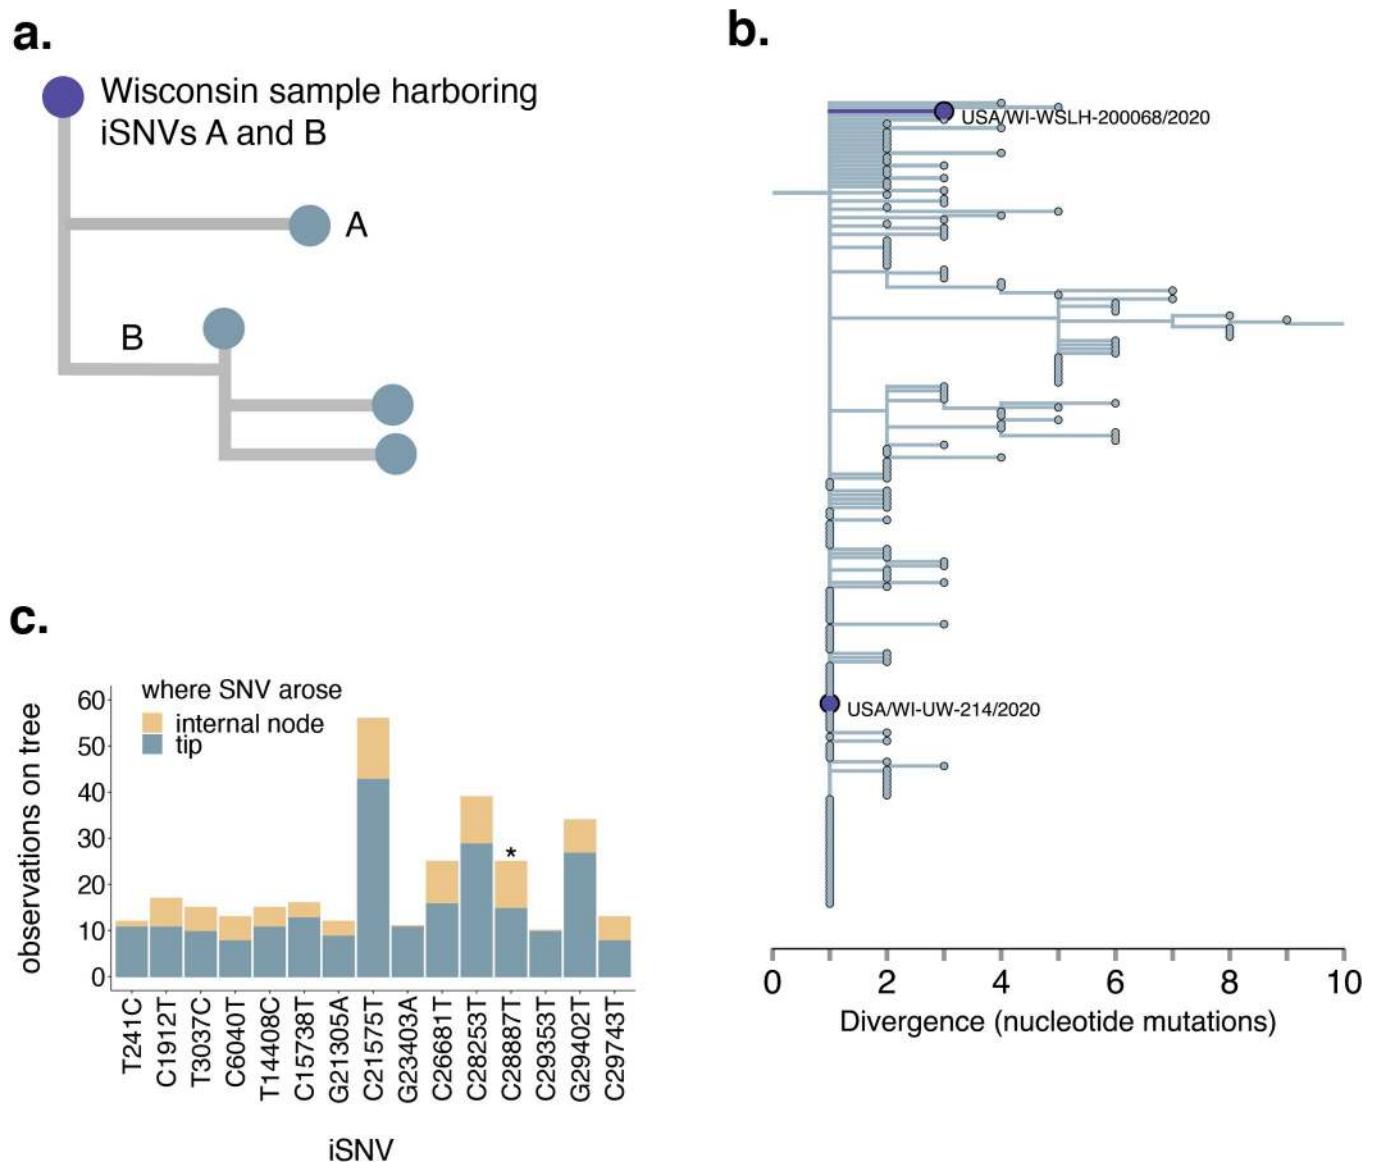 a.
Wisconsin sample harboring
iSNVs A and B
A
B
b.
USA/WI-WSLH-200068/2020
USA/WI-UW-214/2020
0 2 4 6 8 10
Divergence (nucleotide mutations)
c.
where SNV arose
internal node
tip
observations on tree
60
50
40
30
20
10
0
*
T241C
C1912T
T3037C
C6040T
T14408C
C15738T
G21305A
C21575T
G23403A
C26681T
C28253T
C28887T
C29353T
G29402T
C29743T
iSNV